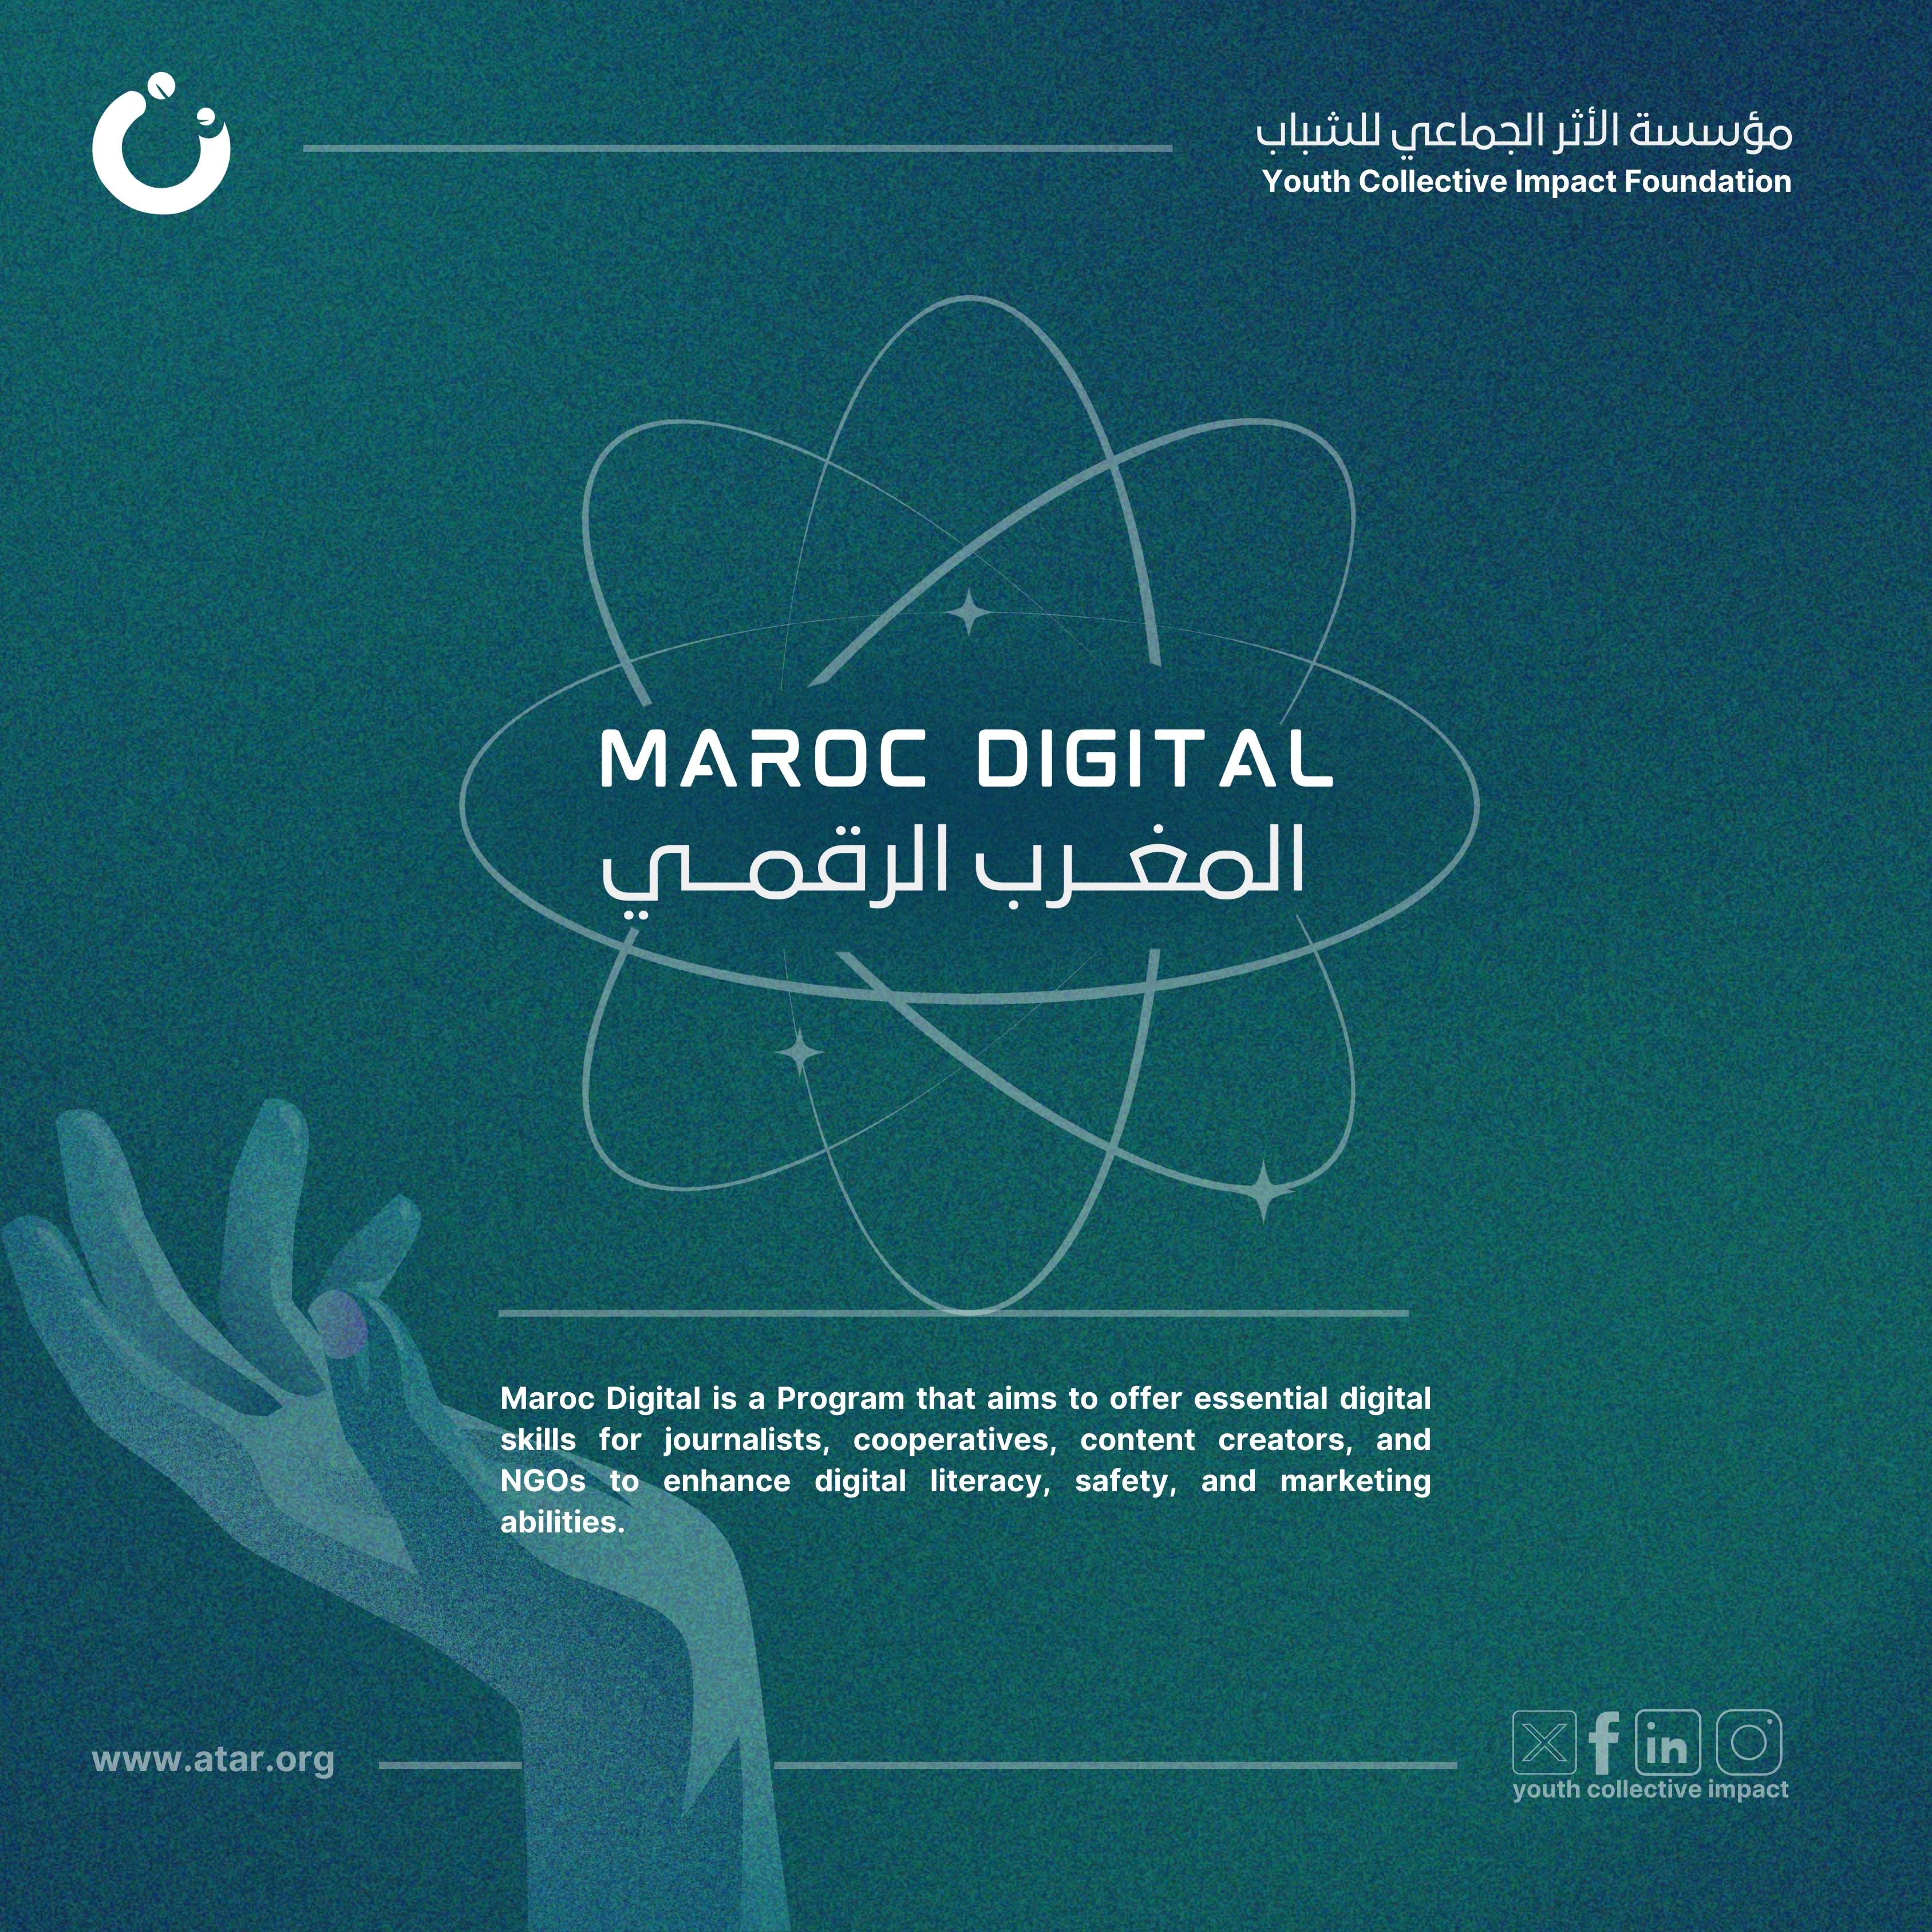 مؤسسة الأثر الجماعي للشباب
Youth Collective Impact Foundation
MAROC DIGITAL
المغرب الرقمي
Maroc Digital is a Program that aims to offer essential digital
skills for journalists, cooperatives, content creators, and
NGOs to enhance digital literacy, safety, and marketing
abilities.
www.atar.org
youth collective impact